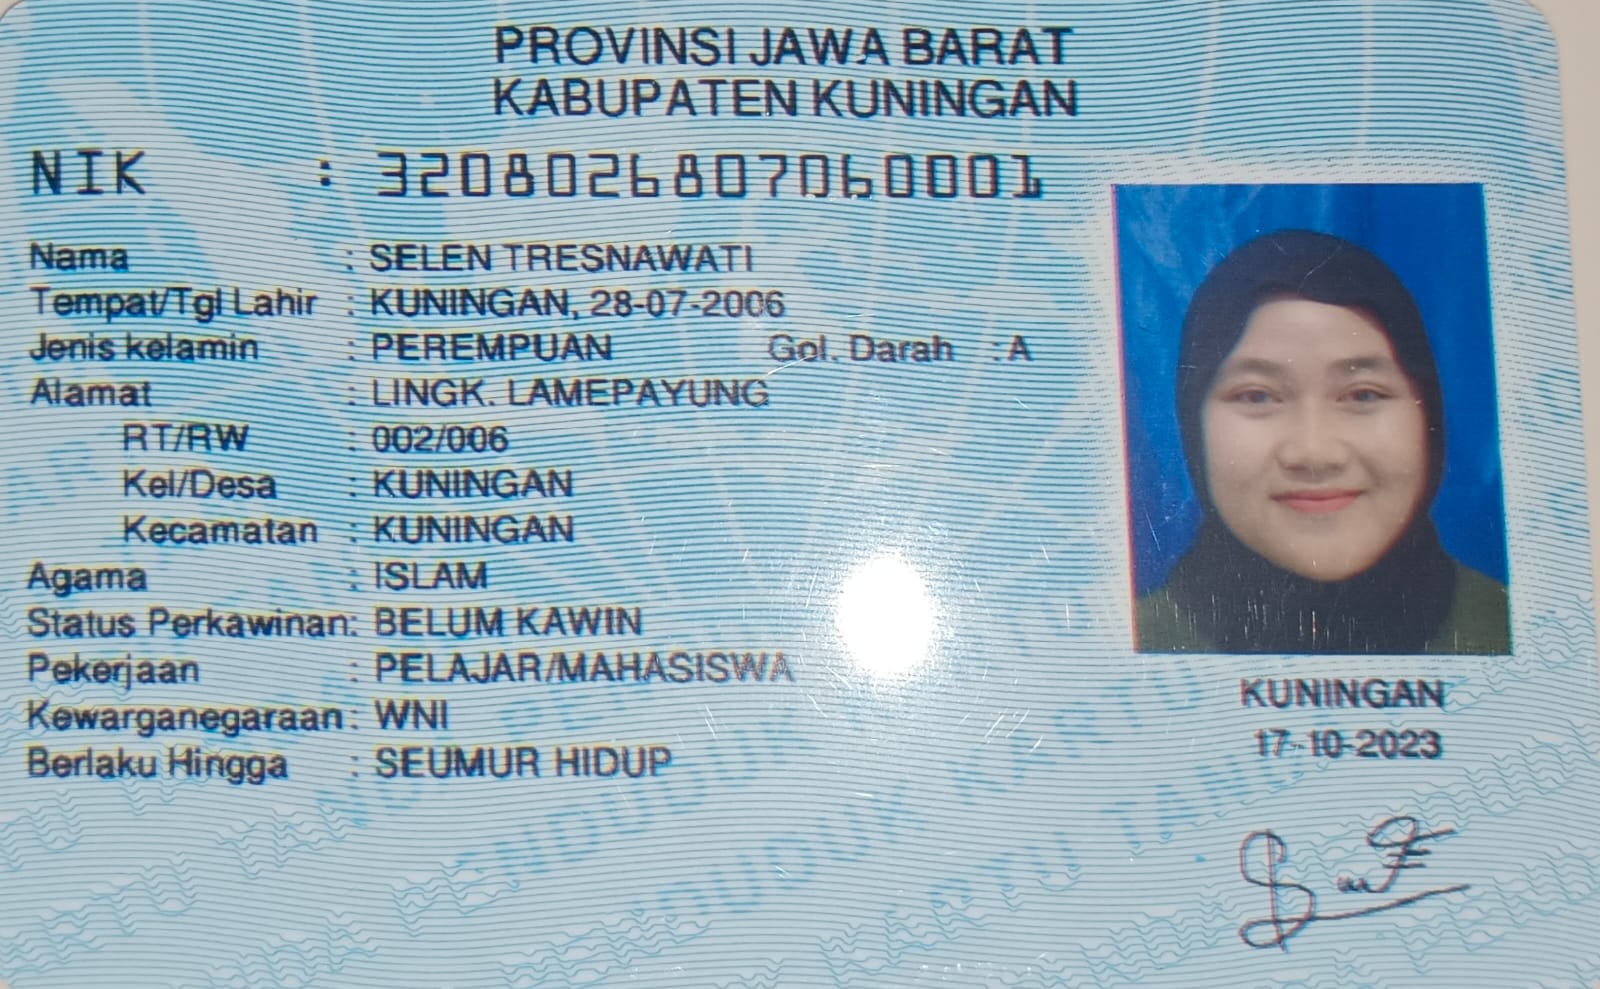 PROVINSI JAWA BARAT
KABUPATEN KUNINGAN
NIK : 3208026807060001
Nama : SELEN TRESNAWATI
Tempat/Tgl Lahir : KUNINGAN, 28-07-2006
Jenis kelamin : PEREMPUAN Gol. Darah : A
Alamat : LINGK. LAMEPAYUNG
RT/RW : 002/006
Kel/Desa : KUNINGAN
Kecamatan : KUNINGAN
Agama : ISLAM
Status Perkawinan: BELUM KAWIN
Pekerjaan : PELAJAR/MAHASISWA
Kewarganegaraan: WNI
Berlaku Hingga : SEUMUR HIDUP
KUNINGAN
17-10-2023